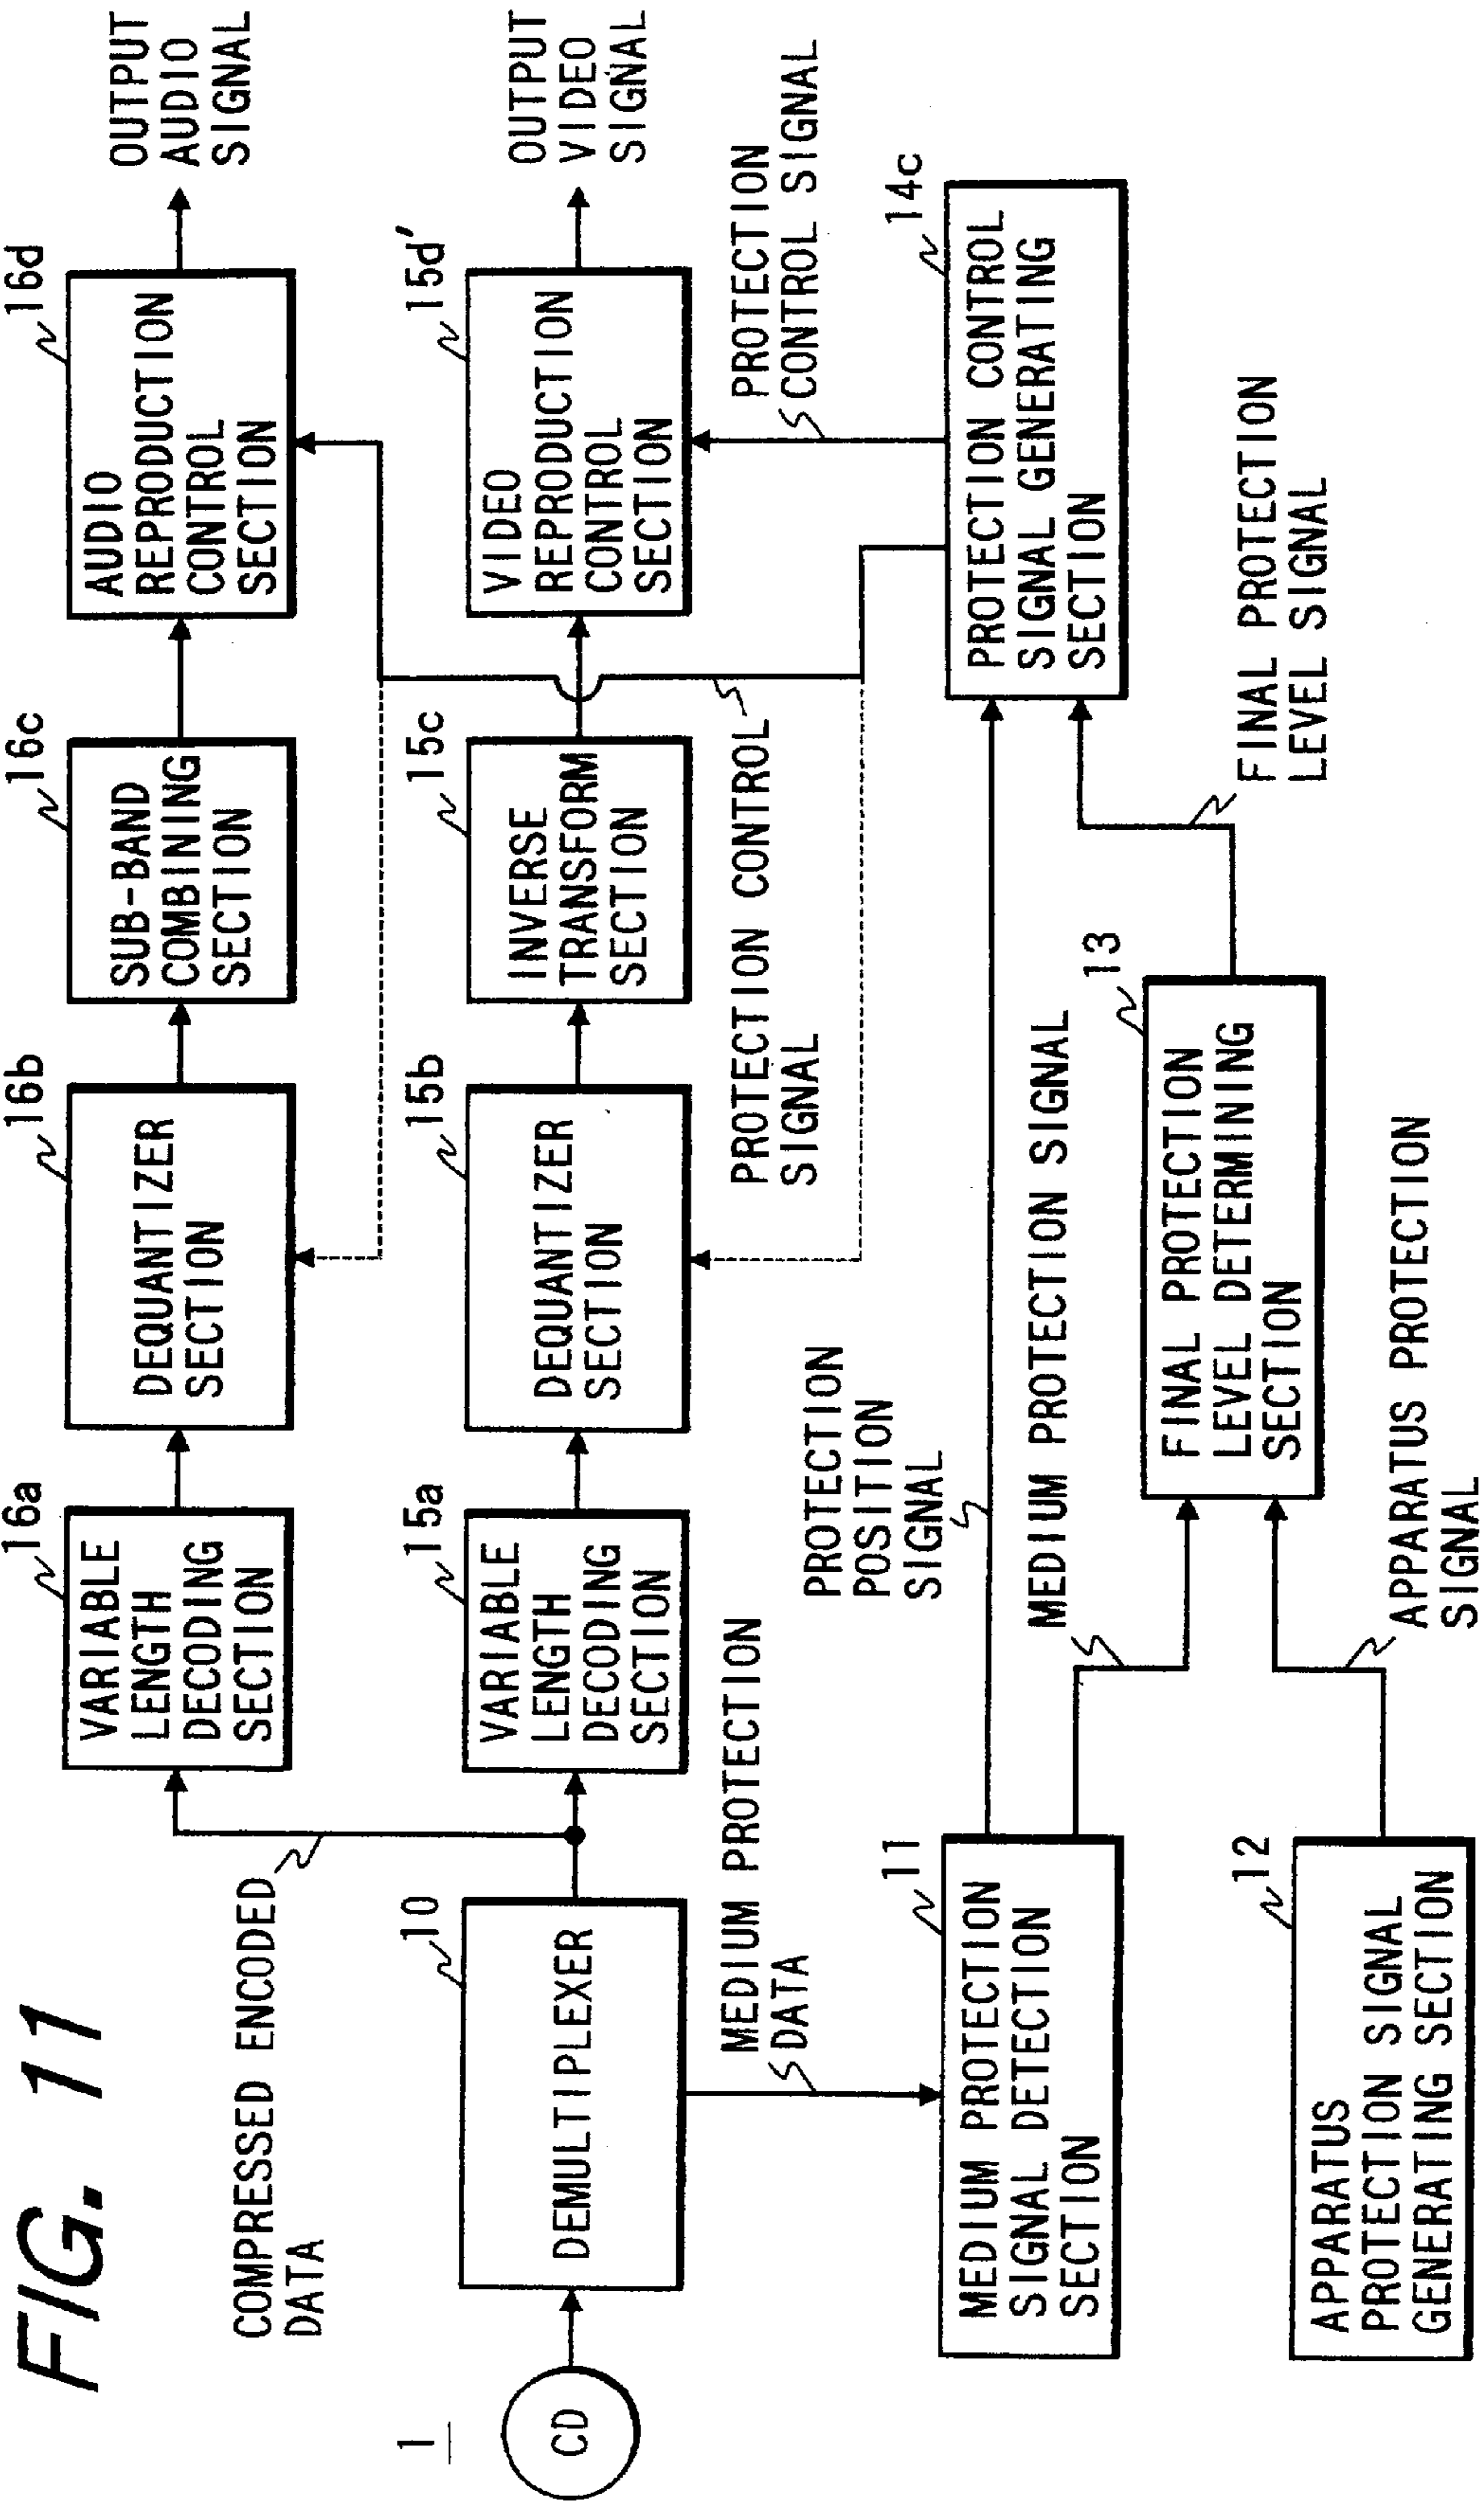 FIG. 11
1
CD
COMPRESSED ENCODED
DATA
10
DEMULTIPLEXER
16a
VARIABLE
LENGTH
DECODING
SECTION
16b
DEQUANTIZER
SECTION
16c
SUB-BAND
COMBINING
SECTION
16d
AUDIO
REPRODUCTION
CONTROL
SECTION
OUTPUT
AUDIO
SIGNAL
15a
VARIABLE
LENGTH
DECODING
SECTION
15b
DEQUANTIZER
SECTION
15c
INVERSE
TRANSFORM
SECTION
15d'
VIDEO
REPRODUCTION
CONTROL
SECTION
OUTPUT
VIDEO
SIGNAL
MEDIUM PROTECTION
DATA
PROTECTION
POSITION
SIGNAL
PROTECTION CONTROL
SIGNAL
PROTECTION
CONTROL SIGNAL
11
MEDIUM PROTECTION
SIGNAL DETECTION
SECTION
MEDIUM PROTECTION SIGNAL
14c
PROTECTION CONTROL
SIGNAL GENERATING
SECTION
13
FINAL PROTECTION
LEVEL DETERMINING
SECTION
FINAL PROTECTION
LEVEL SIGNAL
12
APPARATUS
PROTECTION SIGNAL
GENERATING SECTION
APPARATUS PROTECTION
SIGNAL